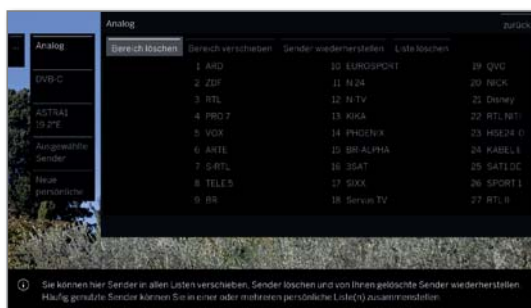 Analog
zurück
Analog
DVB-C
ASTRA1
19.2°E
Ausgewählte
Sender
Neue
persönliche
Bereich löschen Bereich verschieben Sender wiederherstellen Liste löschen
1 ARD
2 ZDF
3 RTL
4 PRO 7
5 VOX
6 ARTE
7 S-RTL
8 TELE 5
9 BR
10 EUROSPORT
11 N 24
12 N-TV
13 KIKA
14 PHOENIX
15 BR-ALPHA
16 3SAT
17 SIXX
18 Servus TV
19 QVC
20 NICK
21 Disney
22 RTL NIT
23 HSE24
24 KABEL
25 SAT1
26 SPORT 1
27 RTL II
Sie können hier Sender in allen Listen verschieben, Sender löschen und von Ihnen gelöschte Sender wiederherstellen.
Häufig genutzte Sender können Sie in einer oder mehreren persönliche Liste(n) zusammenstellen